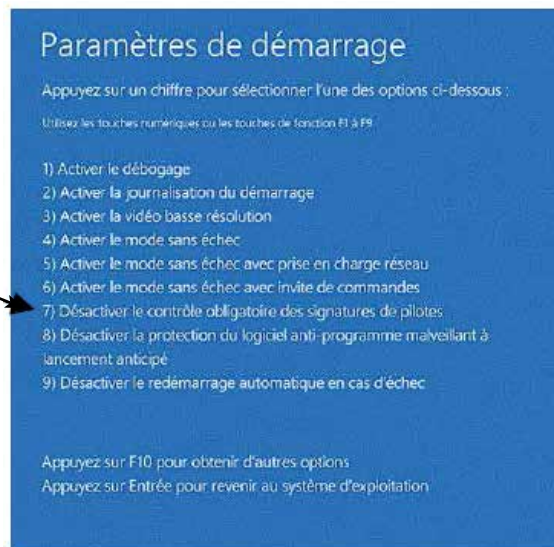 Paramètres de démarrage
Appuyez sur un chiffre pour sélectionner l'une des options ci-dessous :
Utilisez les touches numériques ou les touches de fonction F1 à F9.
1) Activer le débogage
2) Activer la journalisation du démarrage
3) Activer la vidéo basse résolution
4) Activer le mode sans échec
5) Activer le mode sans échec avec prise en charge réseau
6) Activer le mode sans échec avec invite de commandes
7) Désactiver le contrôle obligatoire des signatures de pilotes
8) Désactiver la protection du logiciel anti-programme malveillant à
lancement anticipé
9) Désactiver le redémarrage automatique en cas d'échec
Appuyez sur F10 pour obtenir d'autres options
Appuyez sur Entrée pour revenir au système d'exploitation